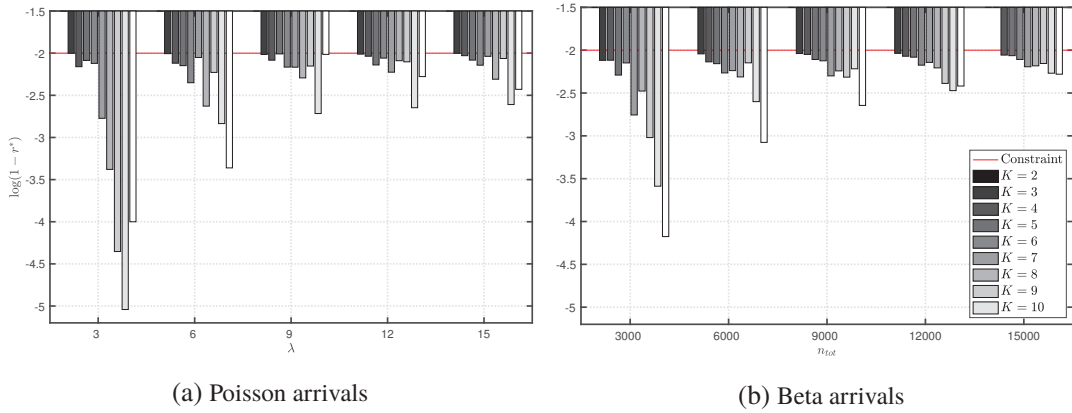 -1.5
-2
-2.5
-3
-3.5
-4
-4.5
-5
log(1 − r*)
3
6
9
12
15
λ
(a) Poisson arrivals
-1.5
-2
-2.5
-3
-3.5
-4
-4.5
-5
3000
6000
9000
12000
15000
n_tot
Constraint
K = 2
K = 3
K = 4
K = 5
K = 6
K = 7
K = 8
K = 9
K = 10
(b) Beta arrivals